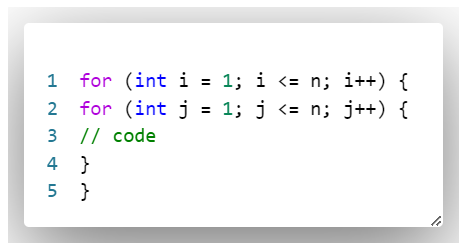 1 for (int i = 1; i <= n; i++) {
2 for (int j = 1; j <= n; j++) {
3 // code
4 }
5 }